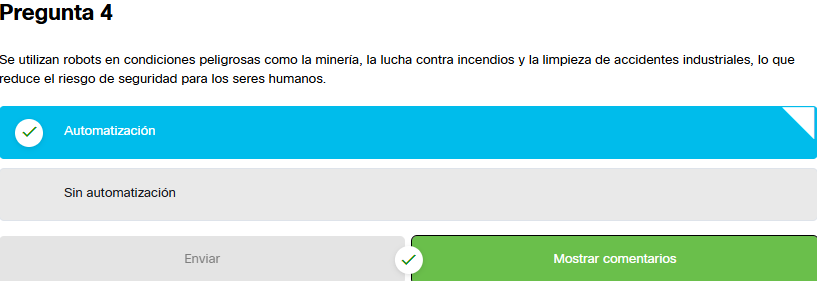 Pregunta 4
Se utilizan robots en condiciones peligrosas como la minería, la lucha contra incendios y la limpieza de accidentes industriales, lo que
reduce el riesgo de seguridad para los seres humanos.
Automatización
Sin automatización
Enviar
Mostrar comentarios